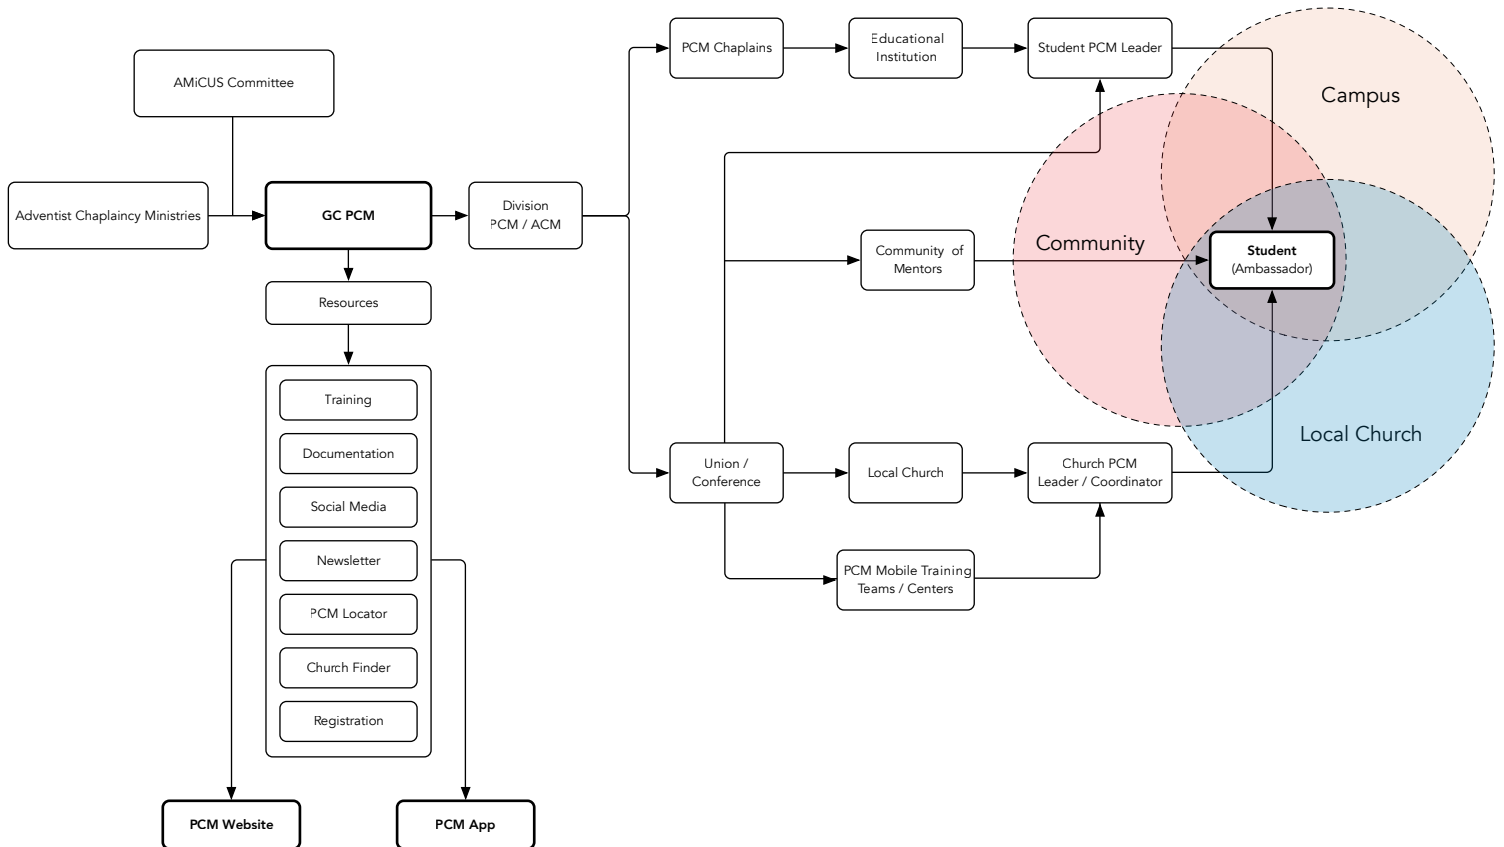 AMiCUS Committee
Adventist Chaplaincy Ministries
GC PCM
Division
PCM / ACM
Resources
Training
Documentation
Social Media
Newsletter
PCM Locator
Church Finder
Registration
PCM Website
PCM App
PCM Chaplains
Educational
Institution
Student PCM Leader
Community of
Mentors
Union /
Conference
Local Church
Church PCM
Leader / Coordinator
PCM Mobile Training
Teams / Centers
Campus
Community
Student
(Ambassador)
Local Church